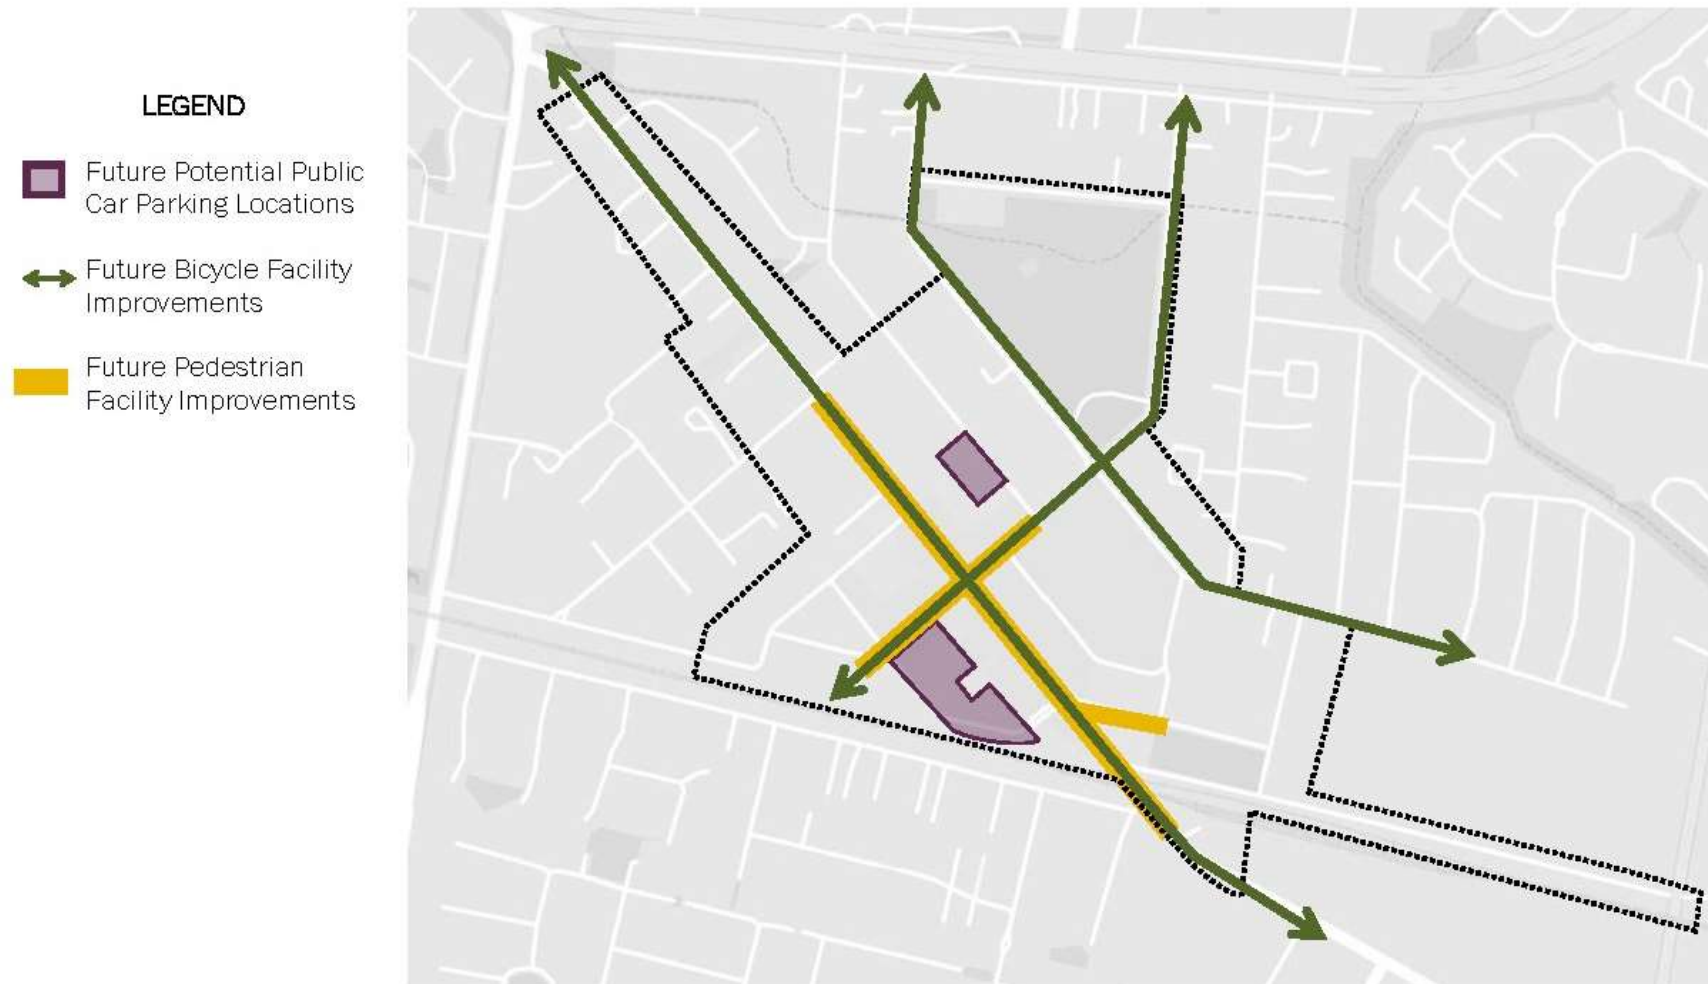 LEGEND
Future Potential Public
Car Parking Locations
Future Bicycle Facility
Improvements
Future Pedestrian
Facility Improvements